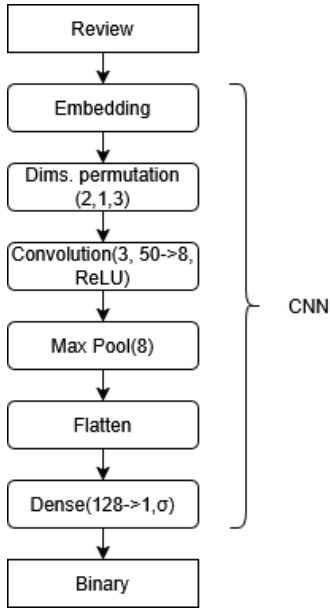 Review
Embedding
Dims. permutation
(2,1,3)
Convolution(3, 50->8,
ReLU)
Max Pool(8)
Flatten
Dense(128->1,σ)
Binary
CNN